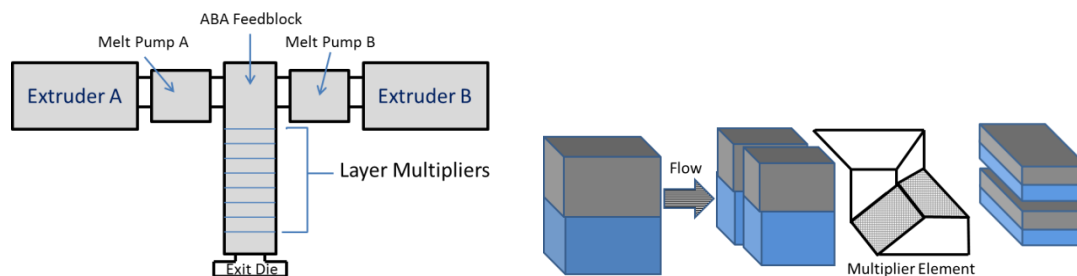 ABA Feedblock
Melt Pump A
Melt Pump B
Extruder A
Extruder B
Layer Multipliers
Exit Die
Flow
Multiplier Element